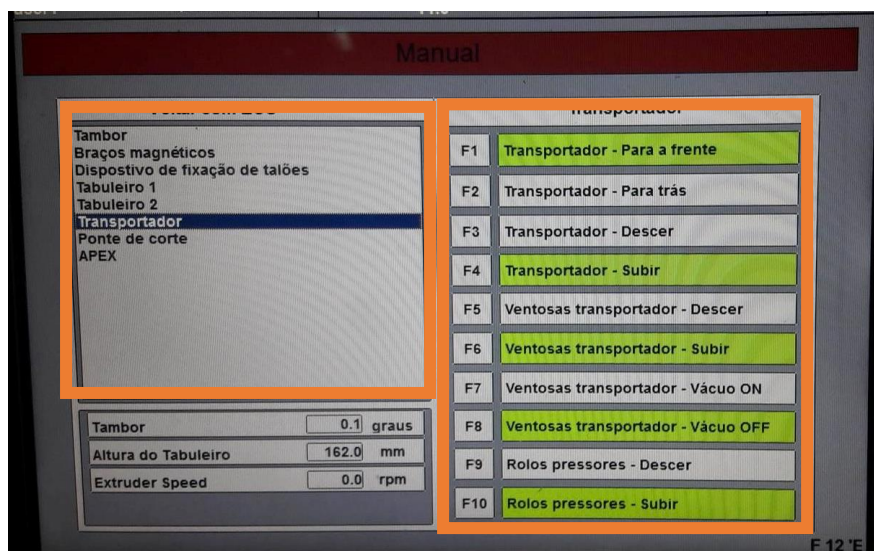 Manual
Transportador
Tambor
Braços magnéticos
Dispostivo de fixação de talões
Tabuleiro 1
Tabuleiro 2
Transportador
Ponte de corte
APEX
F1 Transportador - Para a frente
F2 Transportador - Para trás
F3 Transportador - Descer
F4 Transportador - Subir
F5 Ventosas transportador - Descer
F6 Ventosas transportador - Subir
F7 Ventosas transportador - Vácuo ON
F8 Ventosas transportador - Vácuo OFF
F9 Rolos pressores - Descer
F10 Rolos pressores - Subir
Tambor 0.1 graus
Altura do Tabuleiro 162.0 mm
Extruder Speed 0.0 rpm